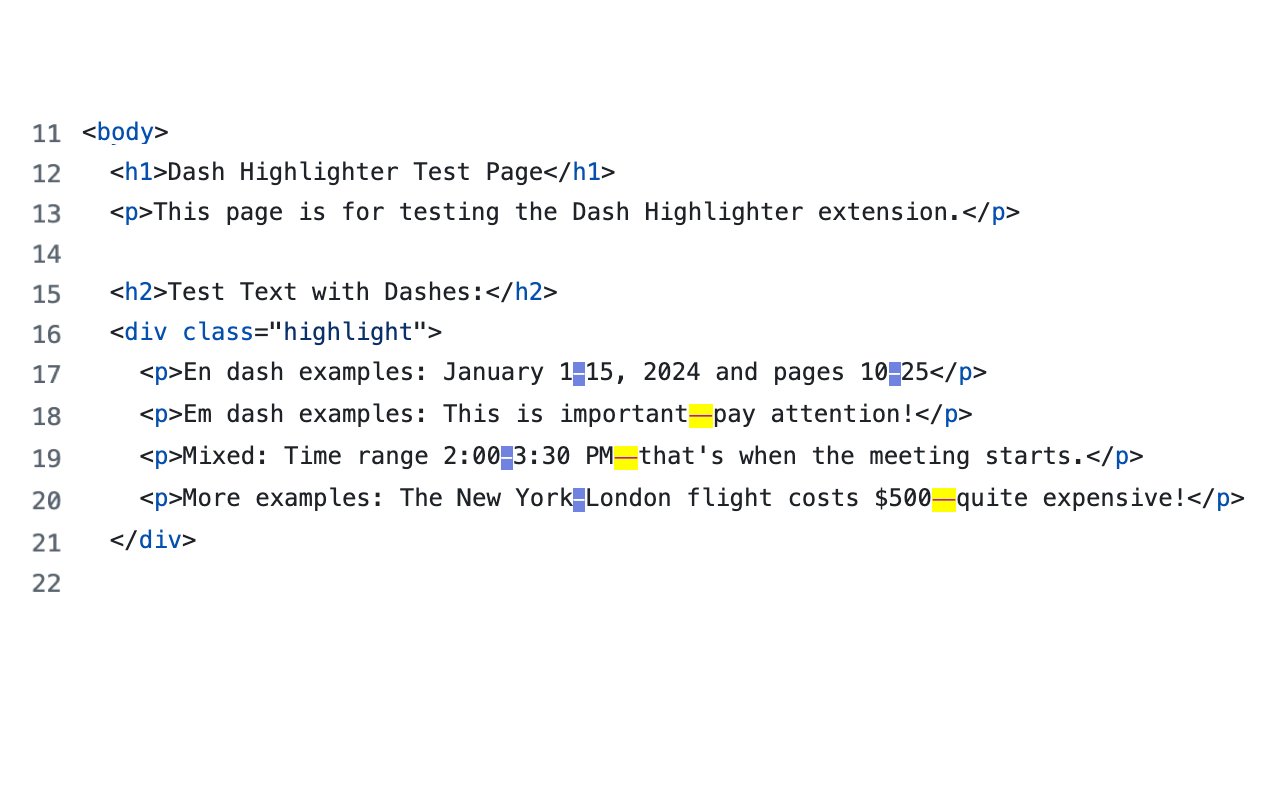 11 <body>
12   <h1>Dash Highlighter Test Page</h1>
13   <p>This page is for testing the Dash Highlighter extension.</p>
14
15   <h2>Test Text with Dashes:</h2>
16   <div class="highlight">
17     <p>En dash examples: January 1–15, 2024 and pages 10–25</p>
18     <p>Em dash examples: This is important—pay attention!</p>
19     <p>Mixed: Time range 2:00–3:30 PM—that's when the meeting starts.</p>
20     <p>More examples: The New York–London flight costs $500—quite expensive!</p>
21   </div>
22